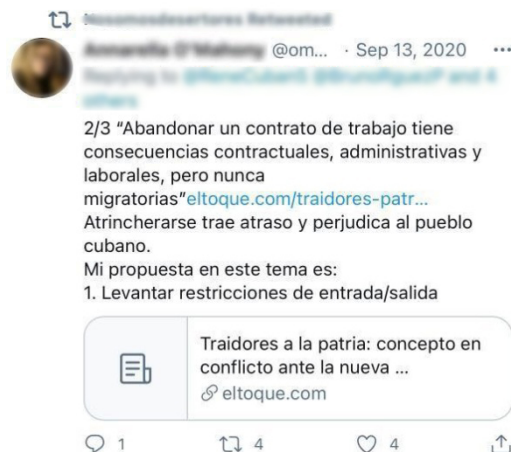 @om... · Sep 13, 2020 ...
2/3 “Abandonar un contrato de trabajo tiene
consecuencias contractuales, administrativas y
laborales, pero nunca
migratorias”eltoque.com/traidores-patr...
Atrincherarse trae atraso y perjudica al pueblo
cubano.
Mi propuesta en este tema es:
1. Levantar restricciones de entrada/salida
Traidores a la patria: concepto en
conflicto ante la nueva ...
eltoque.com
1 4 4